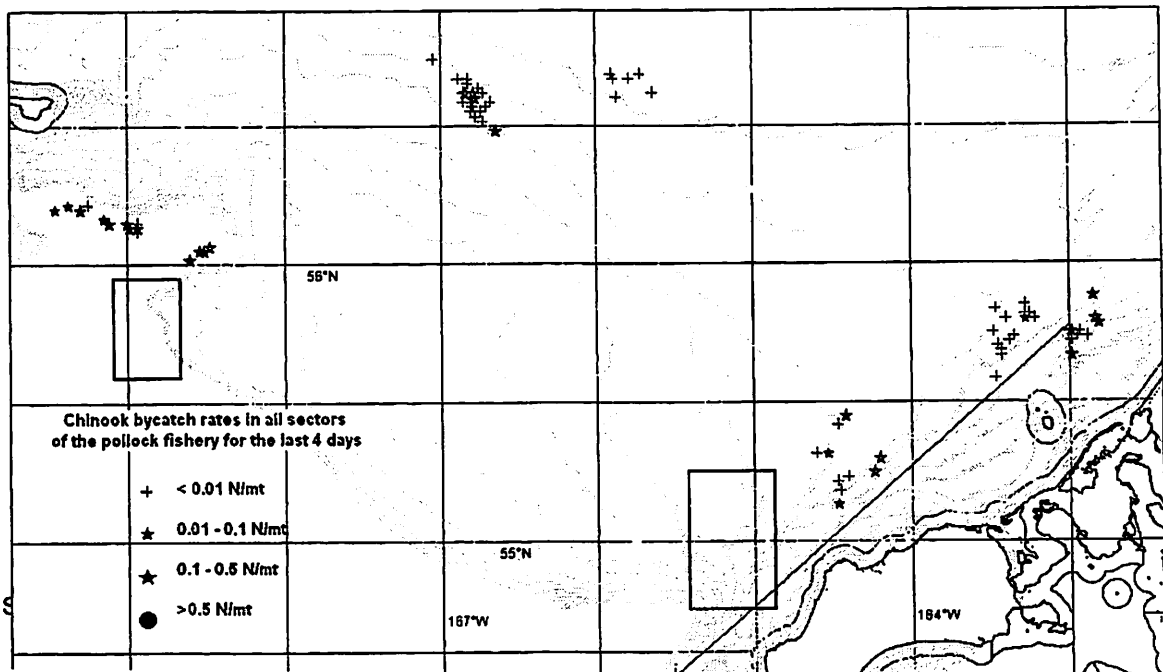 56°N
Chinook bycatch rates in all sectors
of the pollock fishery for the last 4 days
+ < 0.01 N/mt
★ 0.01 - 0.1 N/mt
★ 0.1 - 0.5 N/mt
● >0.5 N/mt
55°N
167°W
164°W
S